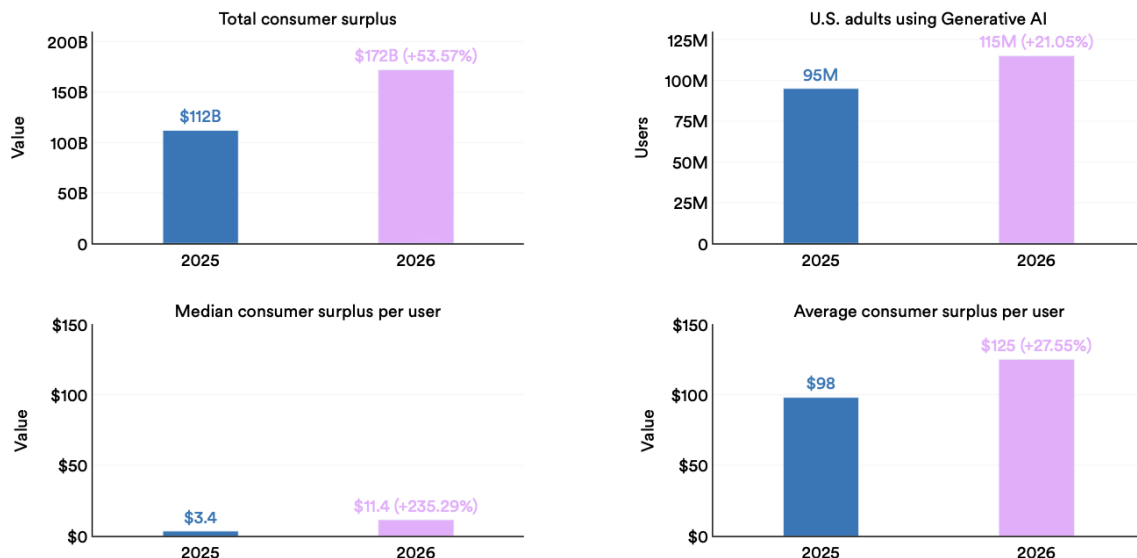 Total consumer surplus
Value
200B
150B
100B
50B
0
$112B
$172B (+53.57%)
2025
2026
U.S. adults using Generative AI
Users
125M
100M
75M
50M
25M
0
95M
115M (+21.05%)
2025
2026
Median consumer surplus per user
Value
$150
$100
$50
$0
$3.4
$11.4 (+235.29%)
2025
2026
Average consumer surplus per user
Value
$150
$100
$50
$0
$98
$125 (+27.55%)
2025
2026